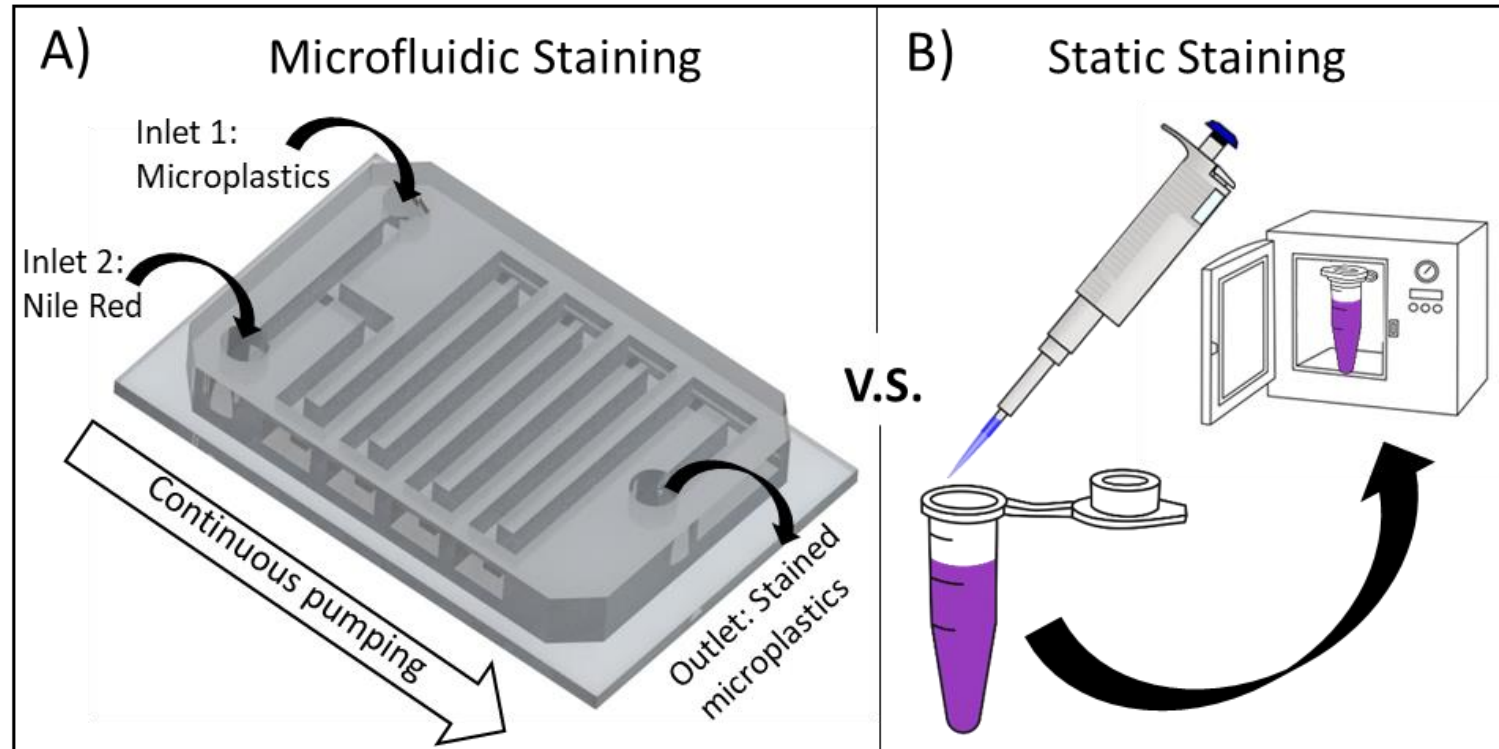 A)
Microfluidic Staining
Inlet 1:
Microplastics
Inlet 2:
Nile Red
Continuous pumping
Outlet: Stained
microplastics
V.S.
B)
Static Staining